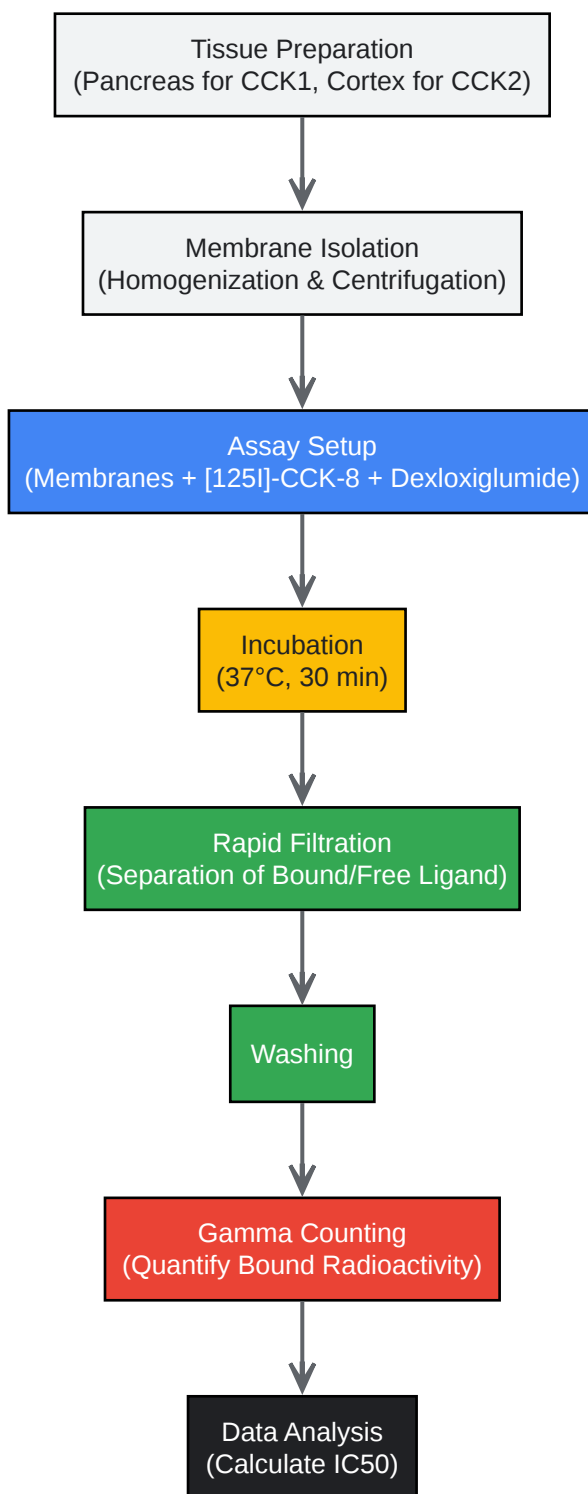 Tissue Preparation
(Pancreas for CCK1, Cortex for CCK2)
Membrane Isolation
(Homogenization & Centrifugation)
Assay Setup
(Membranes + [125I]-CCK-8 + Dexloxiglumide)
Incubation
(37°C, 30 min)
Rapid Filtration
(Separation of Bound/Free Ligand)
Washing
Gamma Counting
(Quantify Bound Radioactivity)
Data Analysis
(Calculate IC50)